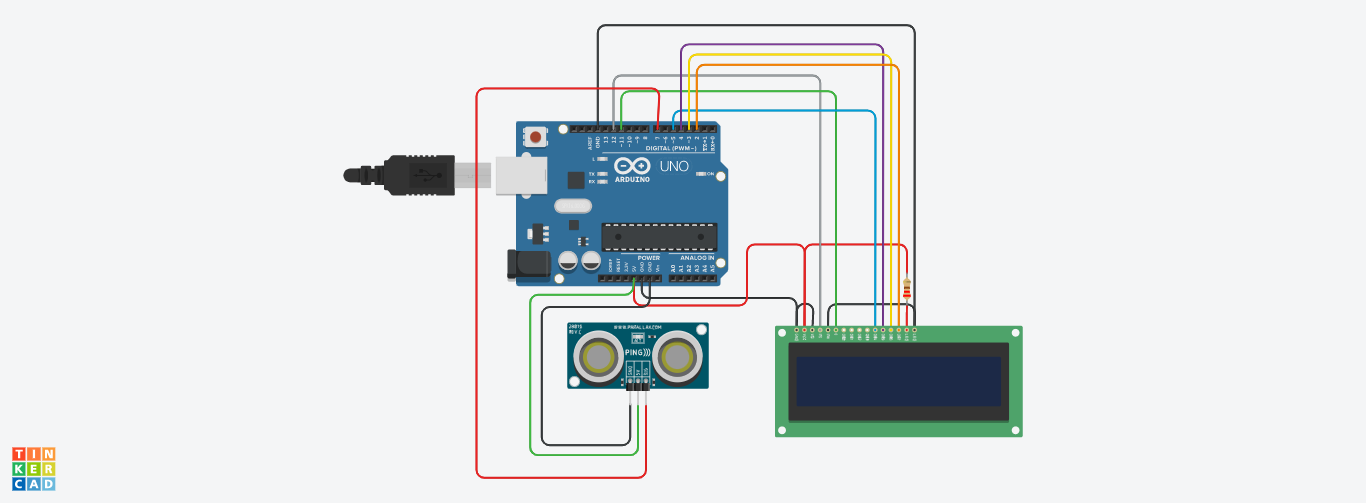 AREF
GND
13
12
~11
~10
~9
8
7
~6
~5
4
~3
2
TX→1
RX←0
DIGITAL (PWM~)
L
TX
RX
UNO
ARDUINO
ON
POWER
ANALOG IN
IOREF
RESET
3.3V
5V
GND
GND
Vin
A0
A1
A2
A3
A4
A5
www.PARALLAX.com
PING)))
GND
5V
SIG
TIN
KER
CAD